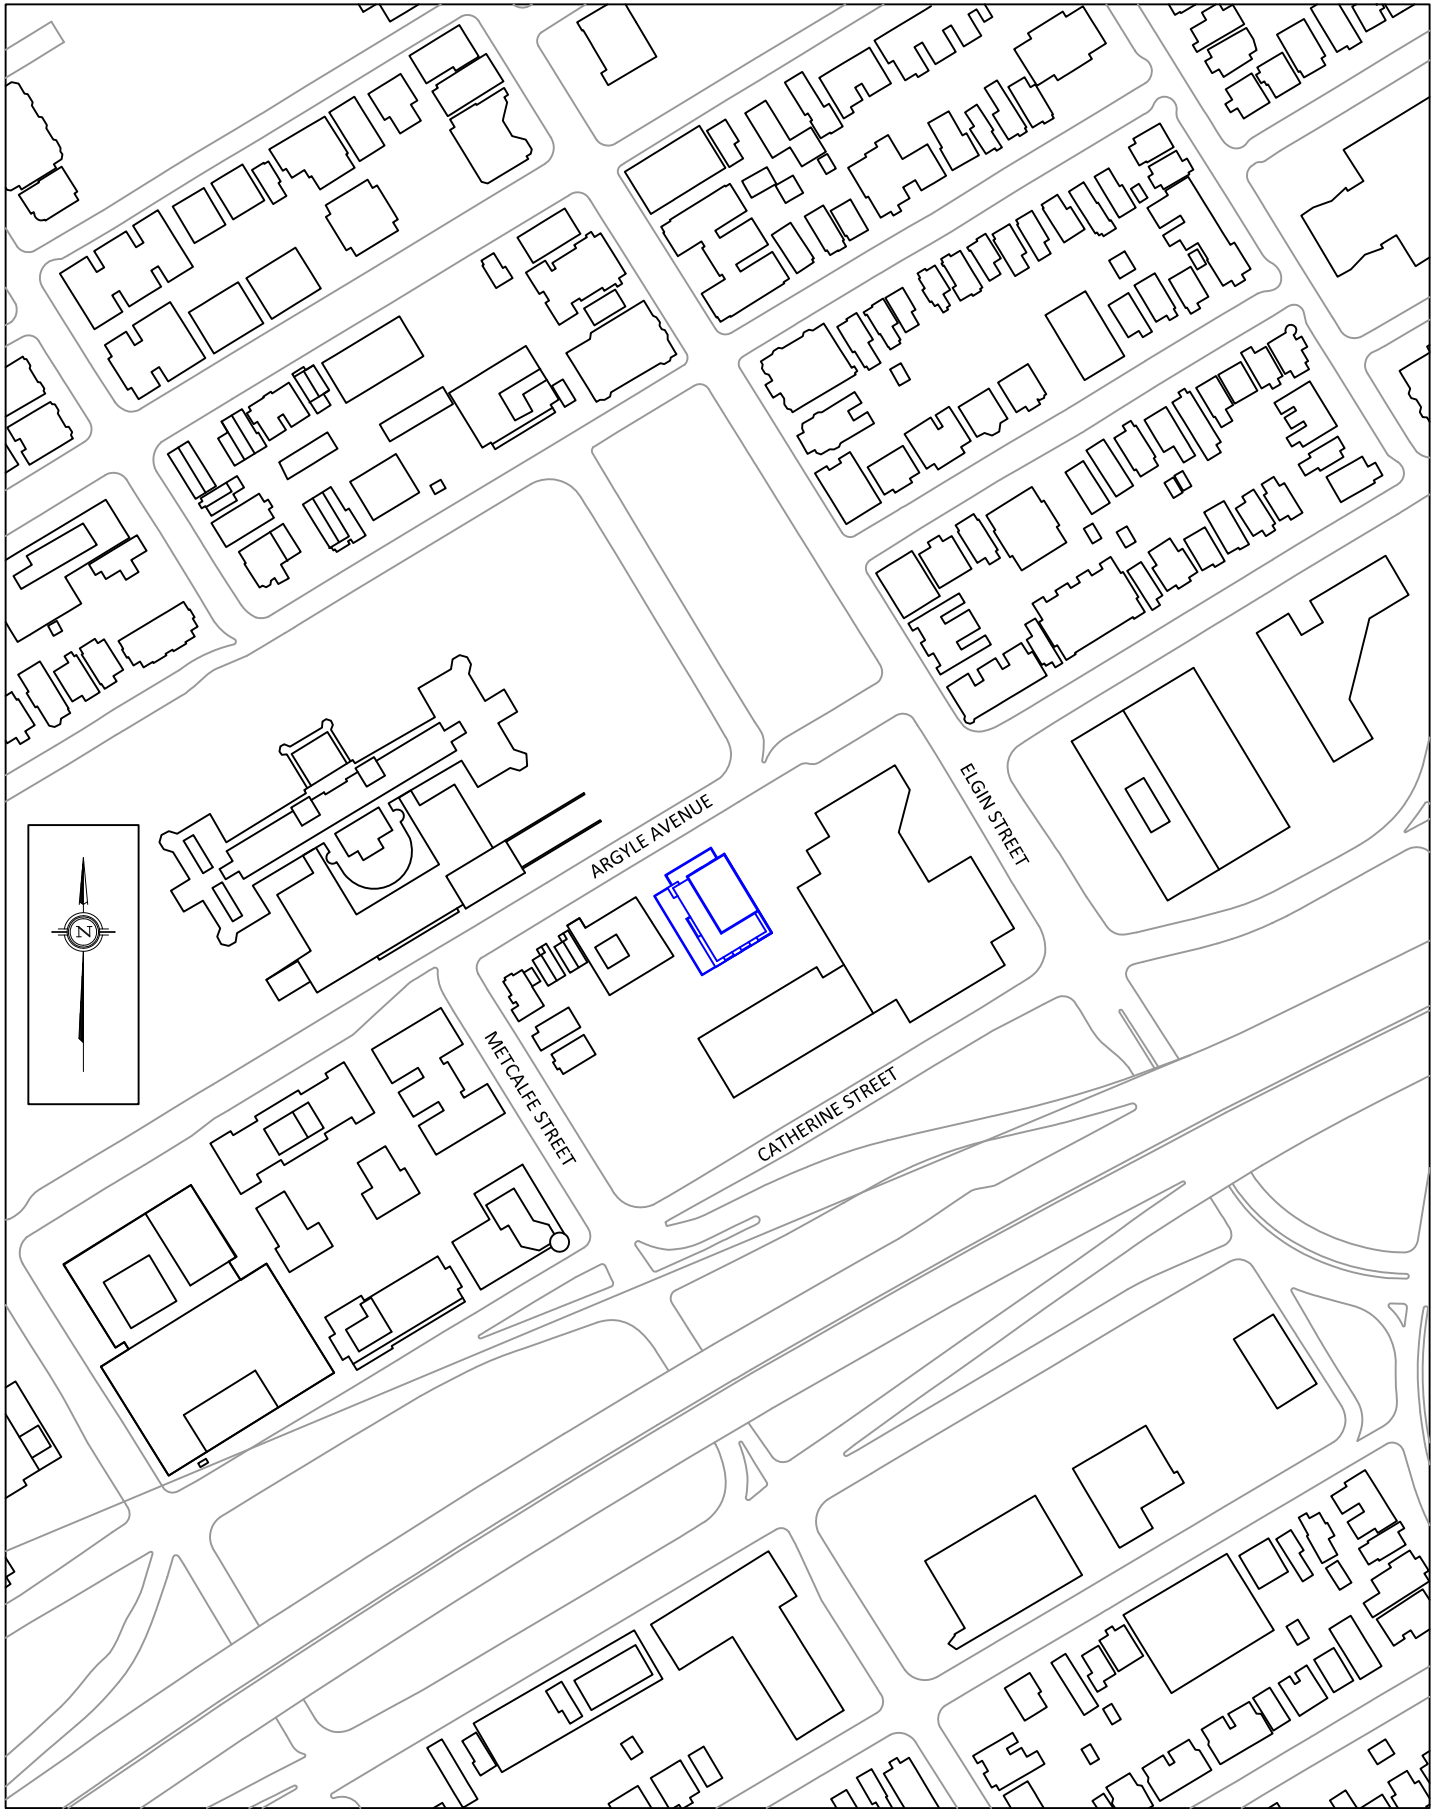 ELGIN STREET
ARGYLE AVENUE
N
METCALFE STREET
CATHERINE STREET